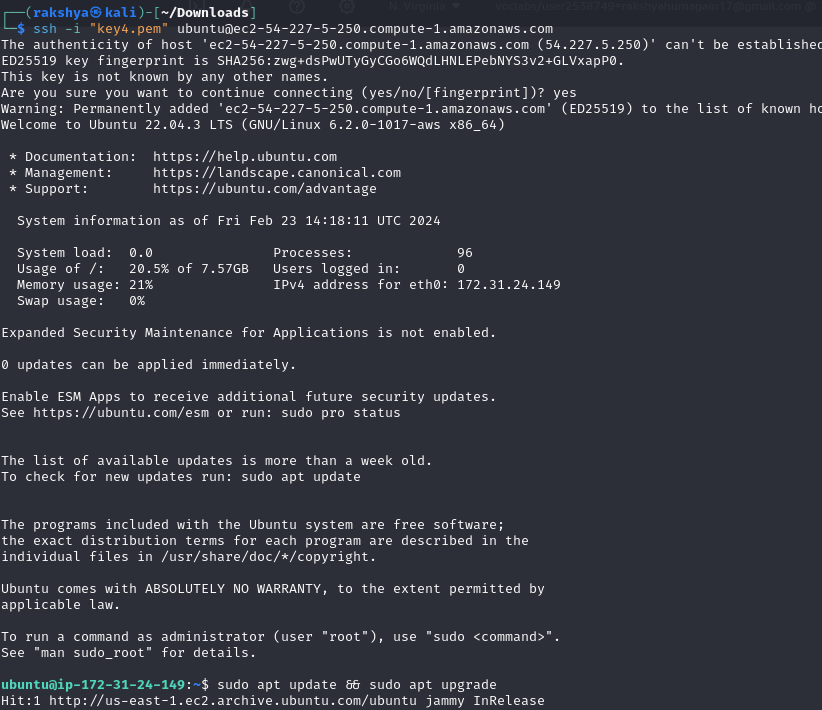 N. Virginia ▼ voclabs/user2538749=rakshyahumagain17@gmail.com @
┌──(rakshya㉿kali)-[~/Downloads]
└─$ ssh -i "key4.pem" ubuntu@ec2-54-227-5-250.compute-1.amazonaws.com
The authenticity of host 'ec2-54-227-5-250.compute-1.amazonaws.com (54.227.5.250)' can't be established
ED25519 key fingerprint is SHA256:zwg+dsPwUTyGyCGo6WQdLHNLEPebNYS3v2+GLVxapP0.
This key is not known by any other names.
Are you sure you want to continue connecting (yes/no/[fingerprint])? yes
Warning: Permanently added 'ec2-54-227-5-250.compute-1.amazonaws.com' (ED25519) to the list of known ho
Welcome to Ubuntu 22.04.3 LTS (GNU/Linux 6.2.0-1017-aws x86_64)
* Documentation:  https://help.ubuntu.com
* Management:     https://landscape.canonical.com
* Support:        https://ubuntu.com/advantage
System information as of Fri Feb 23 14:18:11 UTC 2024
System load:  0.0               Processes:             96
Usage of /:   20.5% of 7.57GB   Users logged in:       0
Memory usage: 21%               IPv4 address for eth0: 172.31.24.149
Swap usage:   0%
Expanded Security Maintenance for Applications is not enabled.
0 updates can be applied immediately.
Enable ESM Apps to receive additional future security updates.
See https://ubuntu.com/esm or run: sudo pro status
The list of available updates is more than a week old.
To check for new updates run: sudo apt update
The programs included with the Ubuntu system are free software;
the exact distribution terms for each program are described in the
individual files in /usr/share/doc/*/copyright.
Ubuntu comes with ABSOLUTELY NO WARRANTY, to the extent permitted by
applicable law.
To run a command as administrator (user "root"), use "sudo <command>".
See "man sudo_root" for details.
ubuntu@ip-172-31-24-149:~$ sudo apt update && sudo apt upgrade
Hit:1 http://us-east-1.ec2.archive.ubuntu.com/ubuntu jammy InRelease